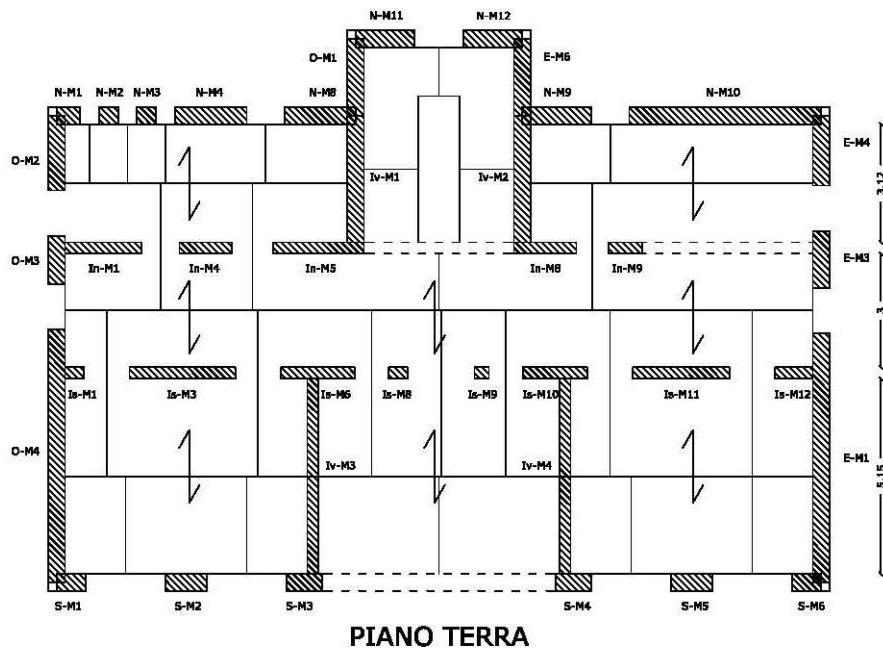 N-M11 N-M12
O-M1 E-M6
N-M1 N-M2 N-M3 N-M4 N-M8 N-M9 N-M10
O-M2 E-M4
3,12
Iv-M1 Iv-M2
O-M3 E-M3
In-M1 In-M4 In-M5 In-M8 In-M9
3
Is-M1 Is-M3 Is-M6 Is-M8 Is-M9 Is-M10 Is-M11 Is-M12
O-M4 Iv-M3 Iv-M4 E-M1
5,15
S-M1 S-M2 S-M3 S-M4 S-M5 S-M6
PIANO TERRA